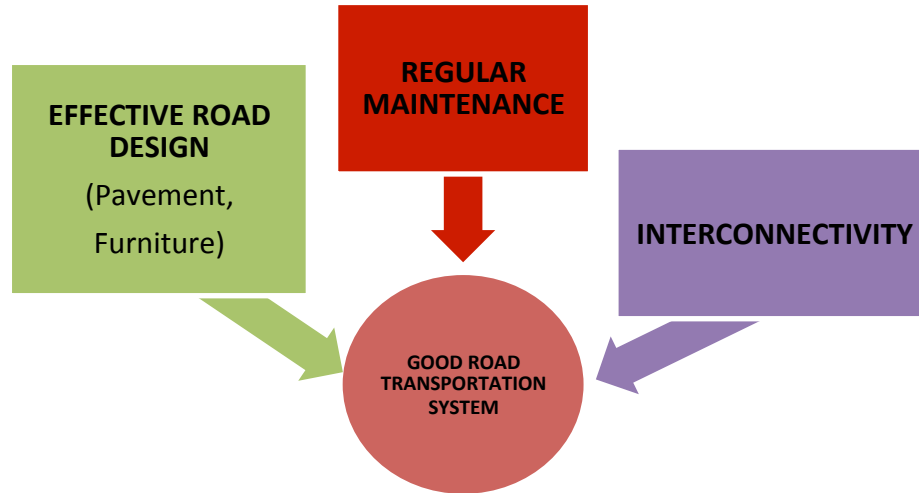 EFFECTIVE ROAD
DESIGN
(Pavement,
Furniture)
REGULAR
MAINTENANCE
INTERCONNECTIVITY
GOOD ROAD
TRANSPORTATION
SYSTEM